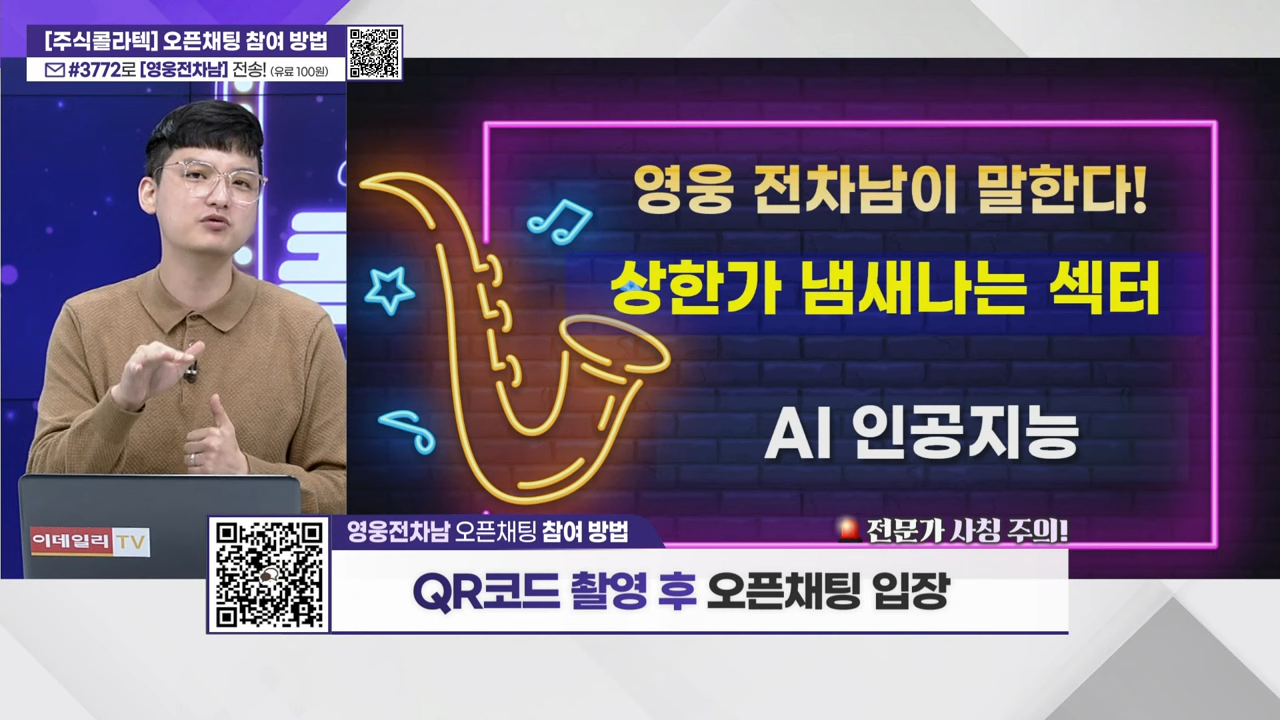 [주식콜라텍] 오픈채팅 참여 방법
#3772로 [영웅전차남] 전송! (유료 100원)
영웅 전차남이 말한다!
상한가 냄새나는 섹터
AI 인공지능
이데일리TV
영웅전차남 오픈채팅 참여 방법
전문가 사칭 주의!
QR코드 촬영 후 오픈채팅 입장